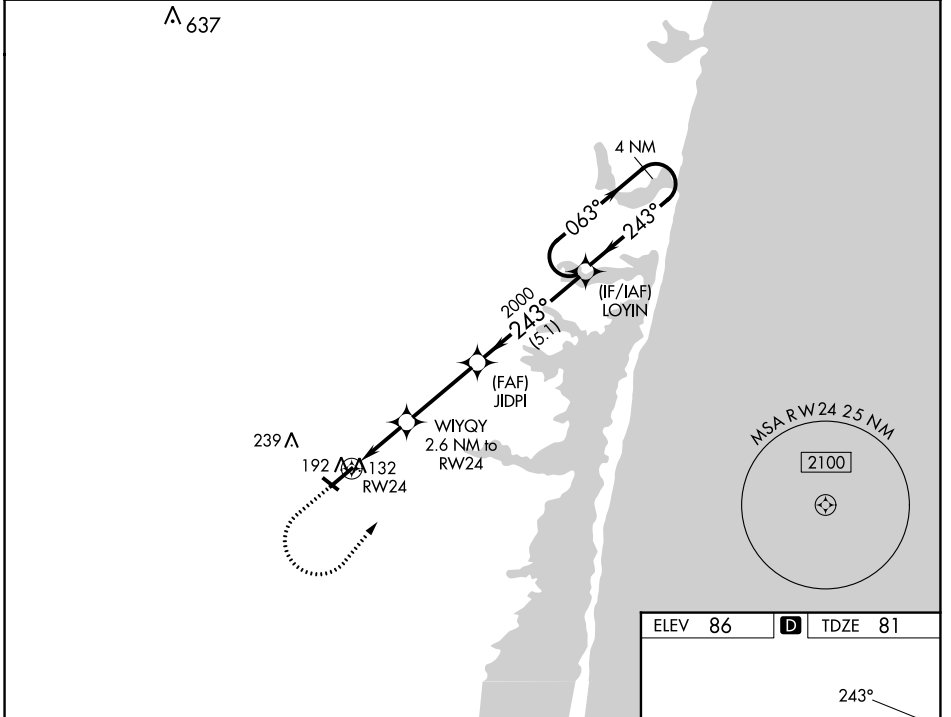 637
4 NM
063°
243°
(IF/IAF)
LOYIN
2000
243°
(5.1)
(FAF)
JIDPI
WIYQY
2.6 NM to
RW24
239
192
132
RW24
MSA RW24 25 NM
2100
ELEV 86 D TDZE 81
243°